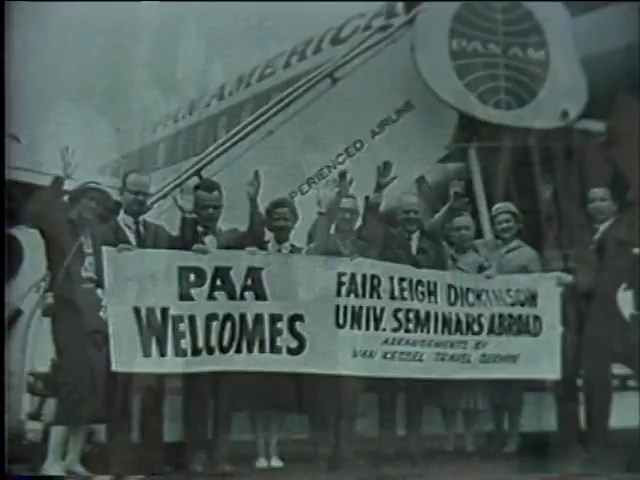 PAN AMERICA
PAN AM
PERIENCED AIRLINE
PAA
WELCOMES
FAIR LEIGH DICKINSON
UNIV. SEMINARS ABROAD
ARRANGEMENTS BY
VAN KESSEL TRAVEL SERVICE